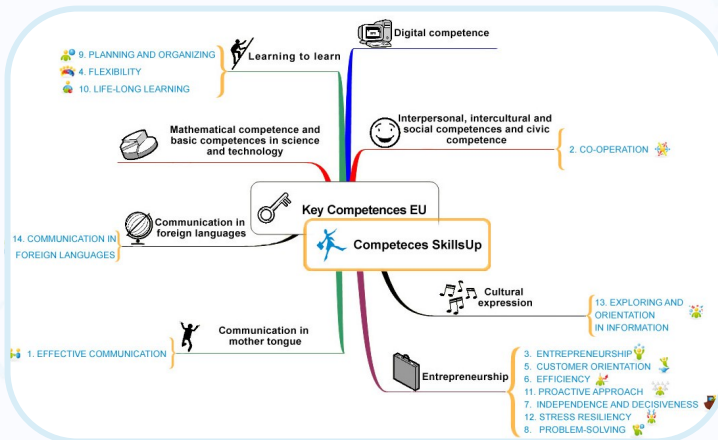 Digital competence
9. PLANNING AND ORGANIZING
4. FLEXIBILITY
10. LIFE-LONG LEARNING
Learning to learn
Interpersonal, intercultural and
social competences and civic
competence
2. CO-OPERATION
Mathematical competence and
basic competences in science
and technology
Key Competences EU
Competeces SkillsUp
Communication in
foreign languages
14. COMMUNICATION IN
FOREIGN LANGUAGES
Cultural
expression
13. EXPLORING AND
ORIENTATION
IN INFORMATION
Communication in
mother tongue
1. EFFECTIVE COMMUNICATION
Entrepreneurship
3. ENTREPRENEURSHIP
5. CUSTOMER ORIENTATION
6. EFFICIENCY
11. PROACTIVE APPROACH
7. INDEPENDENCE AND DECISIVENESS
12. STRESS RESILIENCY
8. PROBLEM-SOLVING